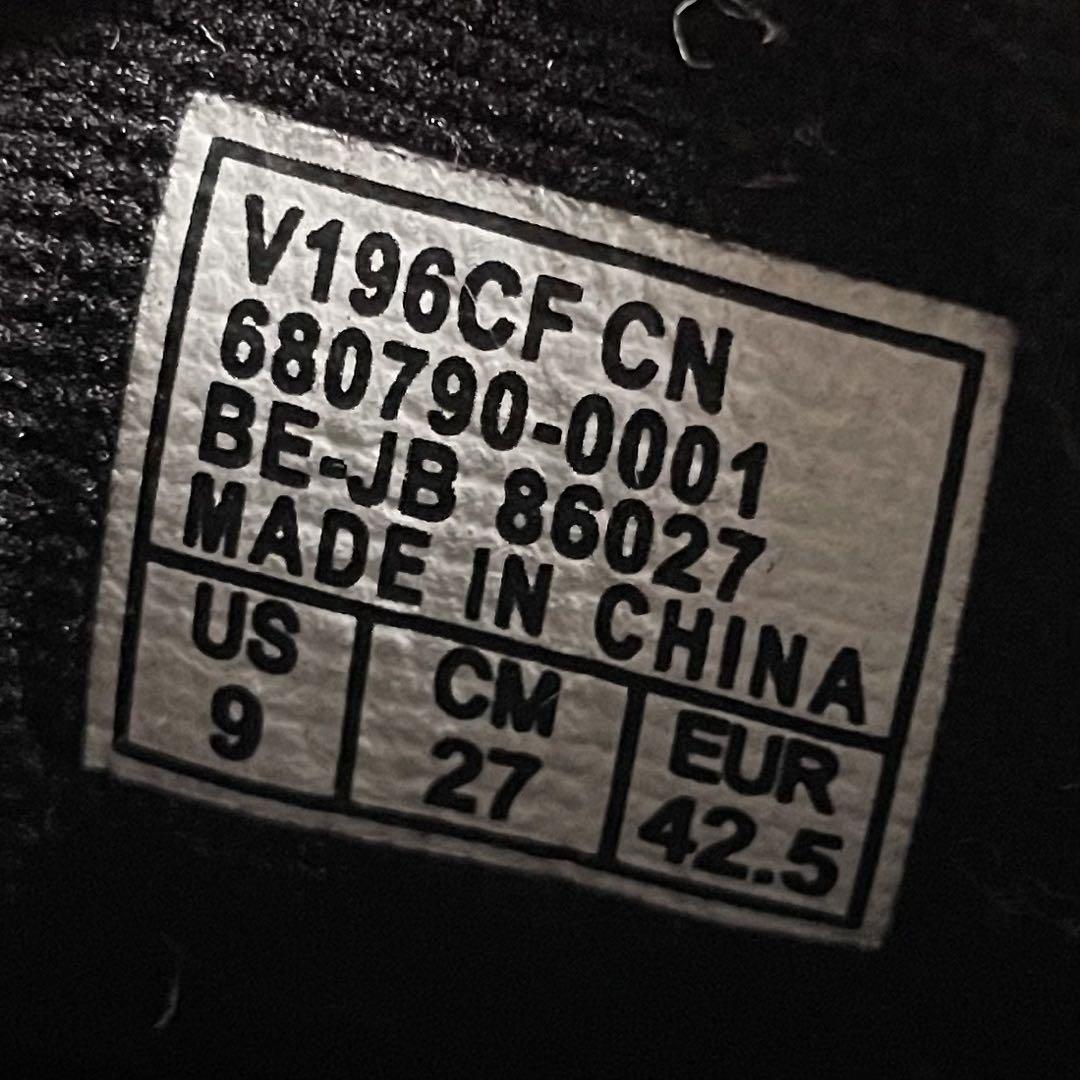 V196CF CN
680790-0001
BE-JB 86027
MADE IN CHINA
US CM EUR
9 27 42.5